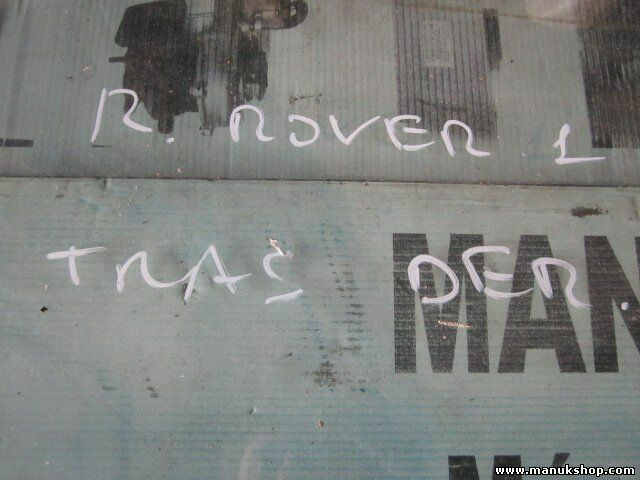 R. ROVER 1
TRAS DER.
MAN
www.manukshop.com